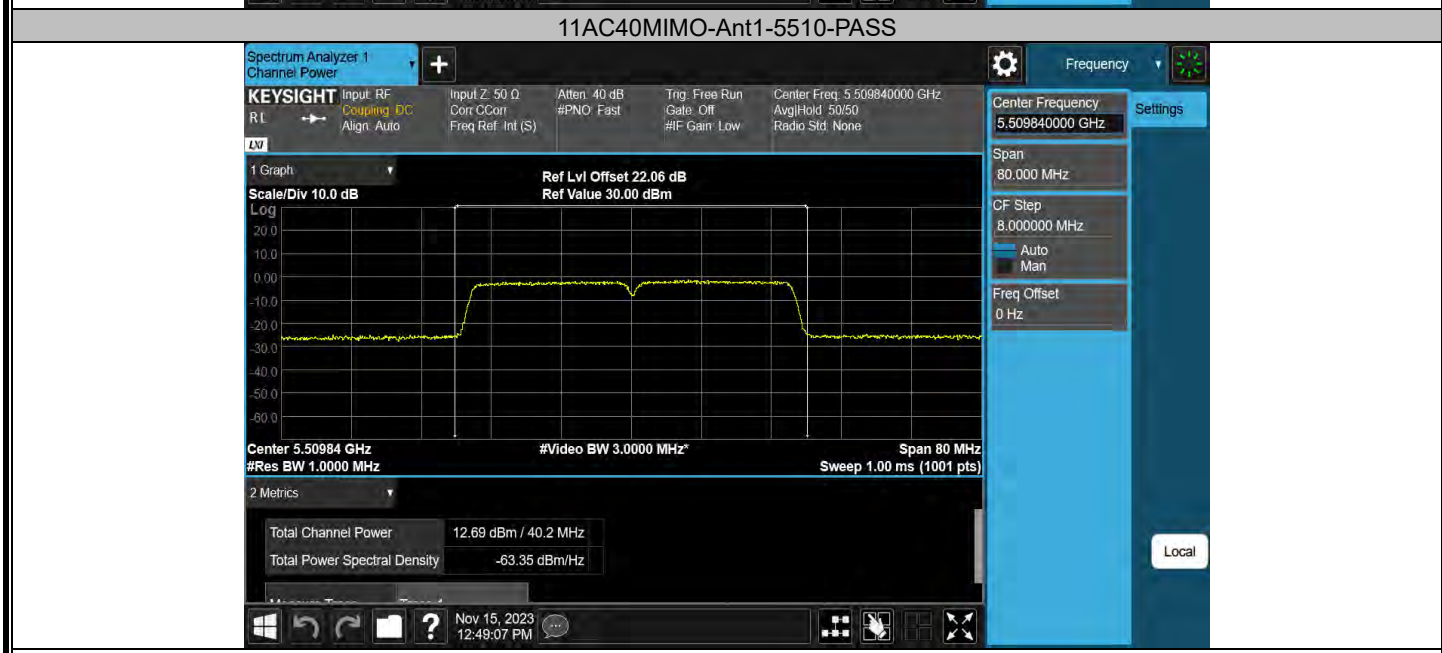 11AC40MIMO-Ant1-5510-PASS
Spectrum Analyzer 1
Channel Power
+
Frequency
KEYSIGHT Input: RF Input Z: 50 Ω Atten: 40 dB Trig: Free Run Center Freq: 5.509840000 GHz
RL Coupling: DC Corr CCorr #PNO: Fast Gate: Off Avg|Hold: 50/50
Align: Auto Freq Ref: Int (S) #IF Gain: Low Radio Std: None
LXI
Center Frequency
5.509840000 GHz
Settings
Span
80.000 MHz
CF Step
8.000000 MHz
Auto
Man
Freq Offset
0 Hz
1 Graph
Ref Lvl Offset 22.06 dB
Scale/Div 10.0 dB Ref Value 30.00 dBm
Log
20.0
10.0
0.00
-10.0
-20.0
-30.0
-40.0
-50.0
-60.0
Center 5.50984 GHz #Video BW 3.0000 MHz* Span 80 MHz
#Res BW 1.0000 MHz Sweep 1.00 ms (1001 pts)
2 Metrics
Total Channel Power 12.69 dBm / 40.2 MHz
Total Power Spectral Density -63.35 dBm/Hz
Local
? Nov 15, 2023
12:49:07 PM